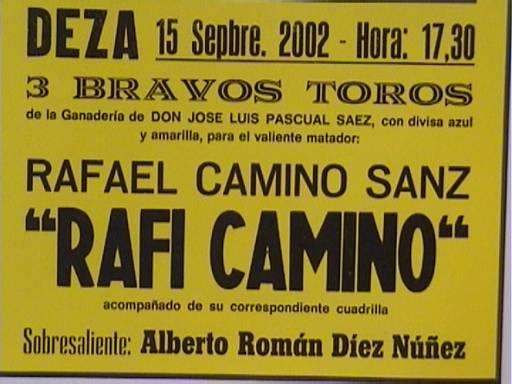 DEZA 15 Sepbre. 2002 - Hora: 17,30
3 BRAVOS TOROS
de la Ganadería de DON JOSE LUIS PASCUAL SAEZ, con divisa azul
y amarilla, para el valiente matador:
RAFAEL CAMINO SANZ
“RAFI CAMINO“
acompañado de su correspondiente cuadrilla
Sobresaliente: Alberto Román Díez Núñez